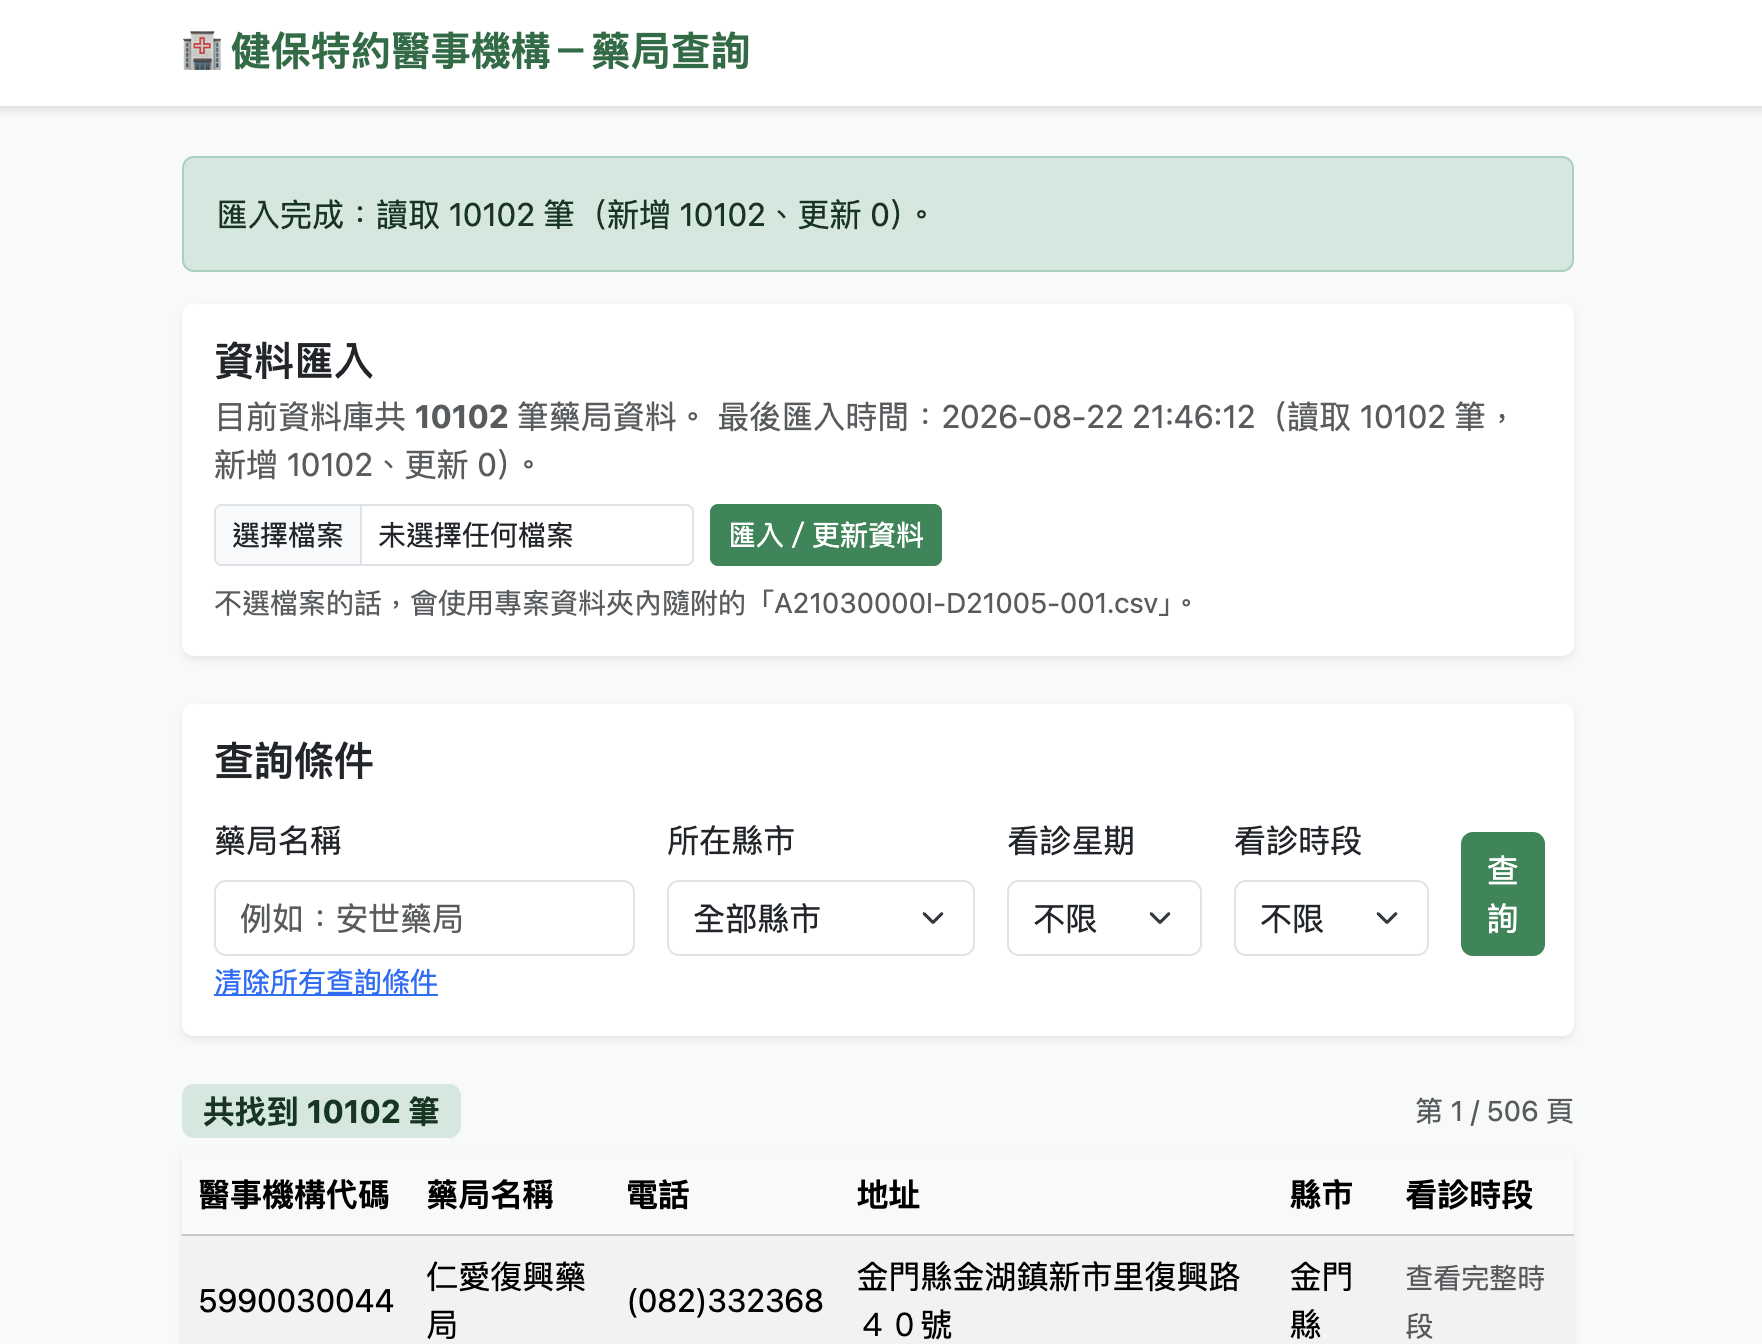 健保特約醫事機構－藥局查詢
匯入完成：讀取 10102 筆（新增 10102、更新 0）。
資料匯入
目前資料庫共 10102 筆藥局資料。 最後匯入時間：2026-08-22 21:46:12（讀取 10102 筆，
新增 10102、更新 0）。
選擇檔案 未選擇任何檔案 匯入 / 更新資料
不選檔案的話，會使用專案資料夾內隨附的「A21030000I-D21005-001.csv」。
查詢條件
藥局名稱 所在縣市 看診星期 看診時段
例如：安世藥局 全部縣市 不限 不限 查詢
清除所有查詢條件
共找到 10102 筆 第 1 / 506 頁
醫事機構代碼 藥局名稱 電話 地址 縣市 看診時段
5990030044 仁愛復興藥局 (082)332368 金門縣金湖鎮新市里復興路４０號 金門縣 查看完整時段